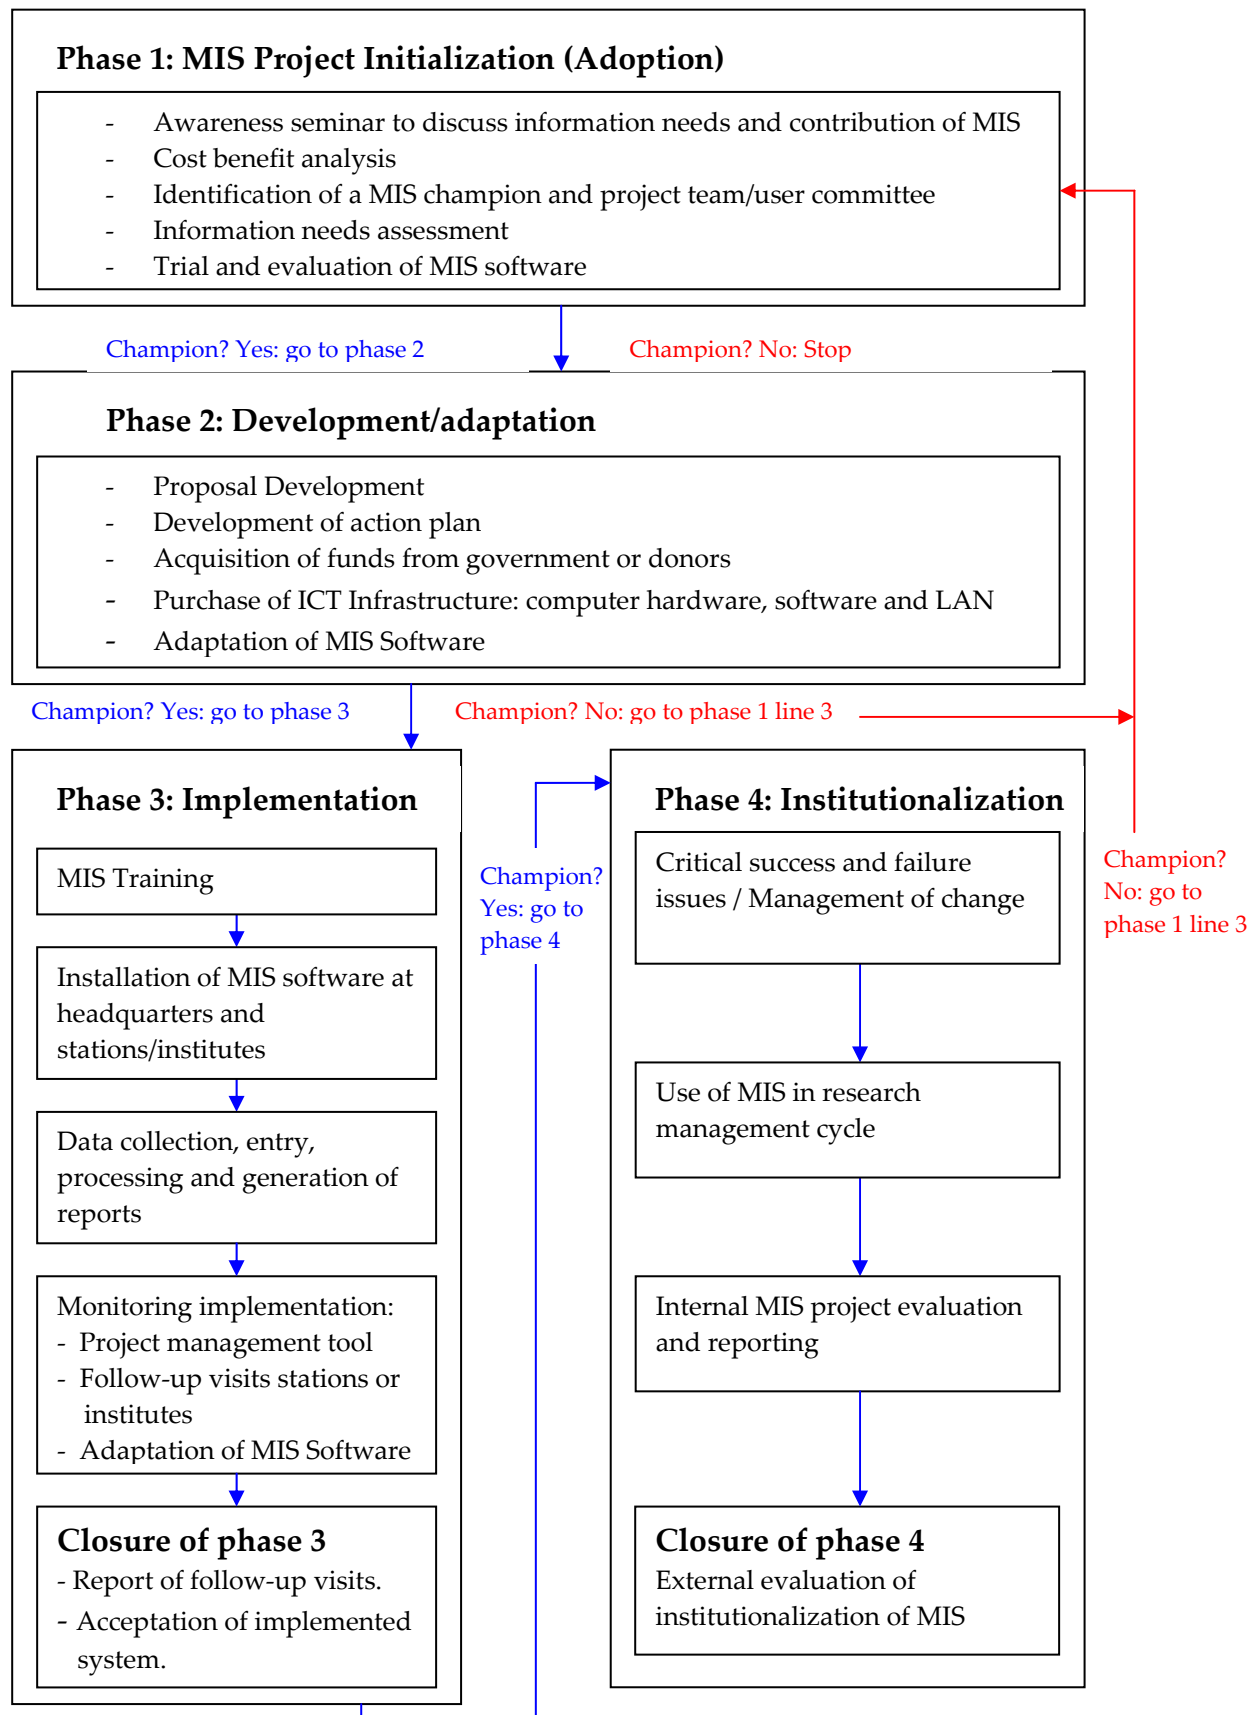 Phase 1: MIS Project Initialization (Adoption)
- Awareness seminar to discuss information needs and contribution of MIS
- Cost benefit analysis
- Identification of a MIS champion and project team/user committee
- Information needs assessment
- Trial and evaluation of MIS software
Champion? Yes: go to phase 2
Champion? No: Stop
Phase 2: Development/adaptation
- Proposal Development
- Development of action plan
- Acquisition of funds from government or donors
- Purchase of ICT Infrastructure: computer hardware, software and LAN
- Adaptation of MIS Software
Champion? Yes: go to phase 3
Champion? No: go to phase 1 line 3
Phase 3: Implementation
MIS Training
Installation of MIS software at
headquarters and
stations/institutes
Data collection, entry,
processing and generation of
reports
Monitoring implementation:
- Project management tool
- Follow-up visits stations or
institutes
- Adaptation of MIS Software
Closure of phase 3
- Report of follow-up visits.
- Acceptation of implemented
system.
Champion?
Yes: go to
phase 4
Phase 4: Institutionalization
Critical success and failure
issues / Management of change
Use of MIS in research
management cycle
Internal MIS project evaluation
and reporting
Closure of phase 4
External evaluation of
institutionalization of MIS
Champion?
No: go to
phase 1 line 3